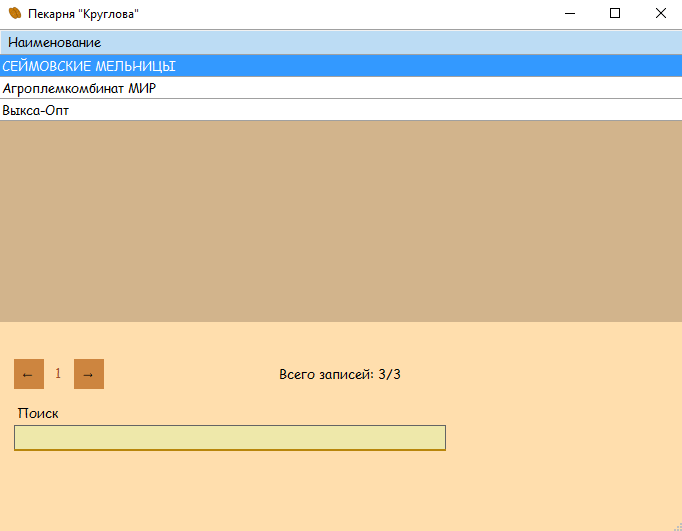 Пекарня "Круглова"
Наименование
СЕЙМОВСКИЕ МЕЛЬНИЦЫ
Агроплемкомбинат МИР
Выкса-Опт
← 1 → Всего записей: 3/3
Поиск